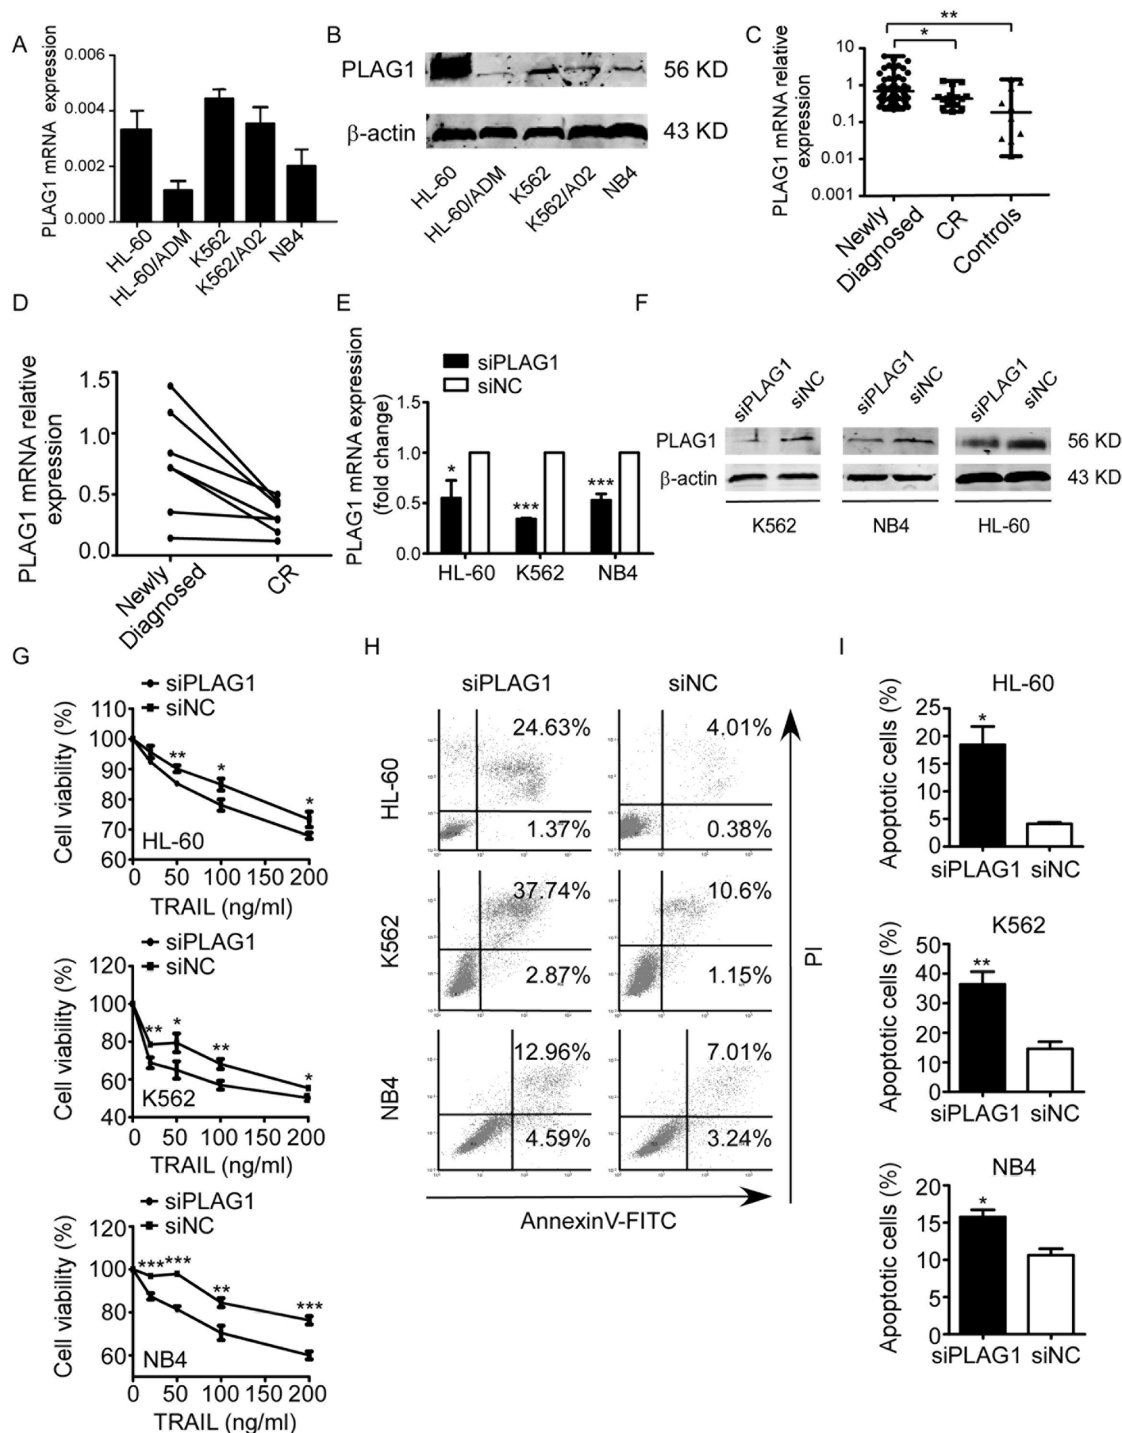 A
PLAG1 mRNA expression
0.006
0.004
0.002
0.000
HL-60
HL-60/ADM
K562
K562/A02
NB4
B
PLAG1
56 KD
β-actin
43 KD
HL-60
HL-60/ADM
K562
K562/A02
NB4
C
PLAG1 mRNA relative
expression
10
1
0.1
0.01
0.001
**
*
Newly
Diagnosed
CR
Controls
D
PLAG1 mRNA relative
expression
1.5
1.0
0.5
0.0
Newly
Diagnosed
CR
E
PLAG1 mRNA expression
(fold change)
siPLAG1
siNC
1.5
1.0
0.5
0.0
*
***
***
HL-60
K562
NB4
F
siPLAG1
siNC
siPLAG1
siNC
siPLAG1
siNC
PLAG1
56 KD
β-actin
43 KD
K562
NB4
HL-60
G
siPLAG1
siNC
Cell viability (%)
110
100
90
80
70
60
**
*
*
HL-60
0 50 100 150 200
TRAIL (ng/ml)
siPLAG1
siNC
Cell viability (%)
120
100
80
60
40
**
*
**
*
K562
0 50 100 150 200
TRAIL (ng/ml)
siPLAG1
siNC
Cell viability (%)
120
100
80
60
***
***
**
***
NB4
0 50 100 150 200
TRAIL (ng/ml)
H
siPLAG1
siNC
HL-60
24.63%
1.37%
4.01%
0.38%
K562
37.74%
2.87%
10.6%
1.15%
NB4
12.96%
4.59%
7.01%
3.24%
PI
AnnexinV-FITC
I
HL-60
Apoptotic cells (%)
25
20
15
10
5
0
*
siPLAG1 siNC
K562
Apoptotic cells (%)
50
40
30
20
10
0
**
siPLAG1 siNC
NB4
Apoptotic cells (%)
20
15
10
5
0
*
siPLAG1 siNC